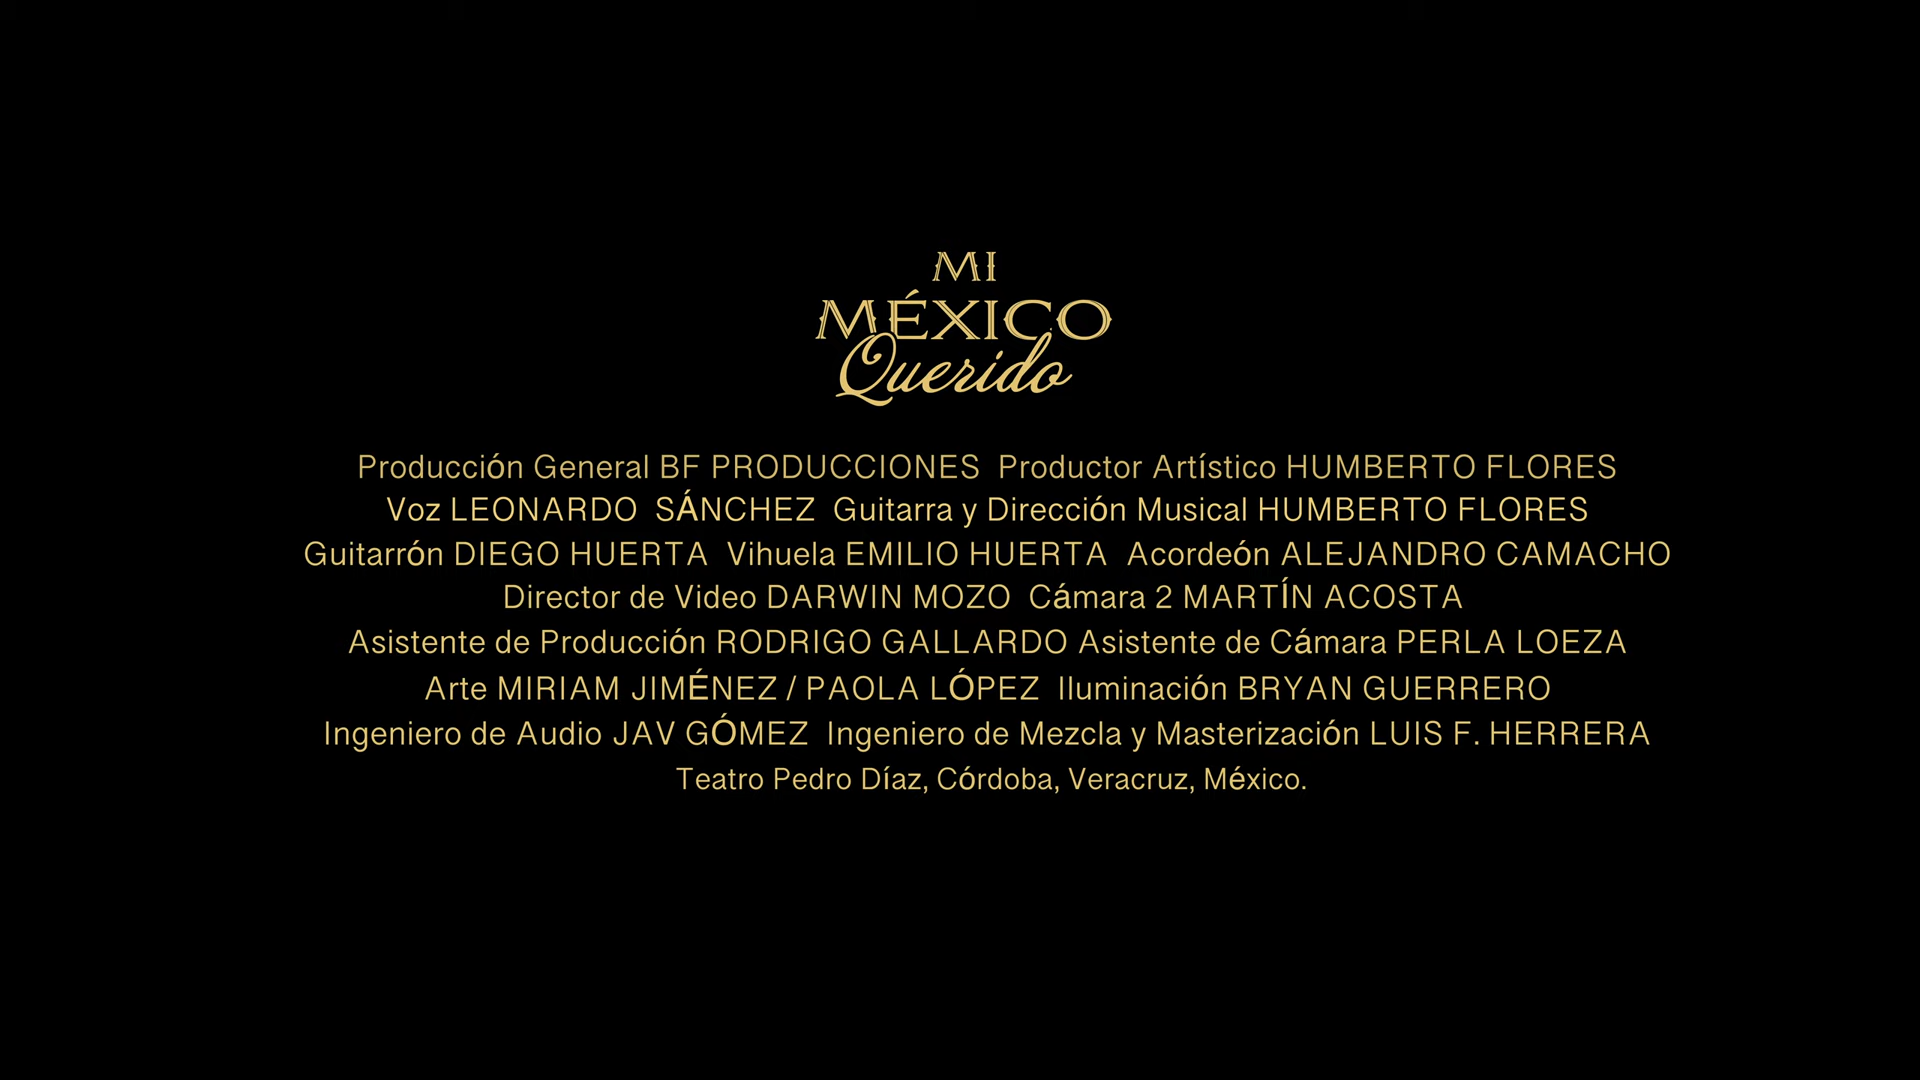 MI
MÉXICO
Querido
Producción General BF PRODUCCIONES Productor Artístico HUMBERTO FLORES
Voz LEONARDO SÁNCHEZ Guitarra y Dirección Musical HUMBERTO FLORES
Guitarrón DIEGO HUERTA Vihuela EMILIO HUERTA Acordeón ALEJANDRO CAMACHO
Director de Video DARWIN MOZO Cámara 2 MARTÍN ACOSTA
Asistente de Producción RODRIGO GALLARDO Asistente de Cámara PERLA LOEZA
Arte MIRIAM JIMÉNEZ / PAOLA LÓPEZ Iluminación BRYAN GUERRERO
Ingeniero de Audio JAV GÓMEZ Ingeniero de Mezcla y Masterización LUIS F. HERRERA
Teatro Pedro Díaz, Córdoba, Veracruz, México.